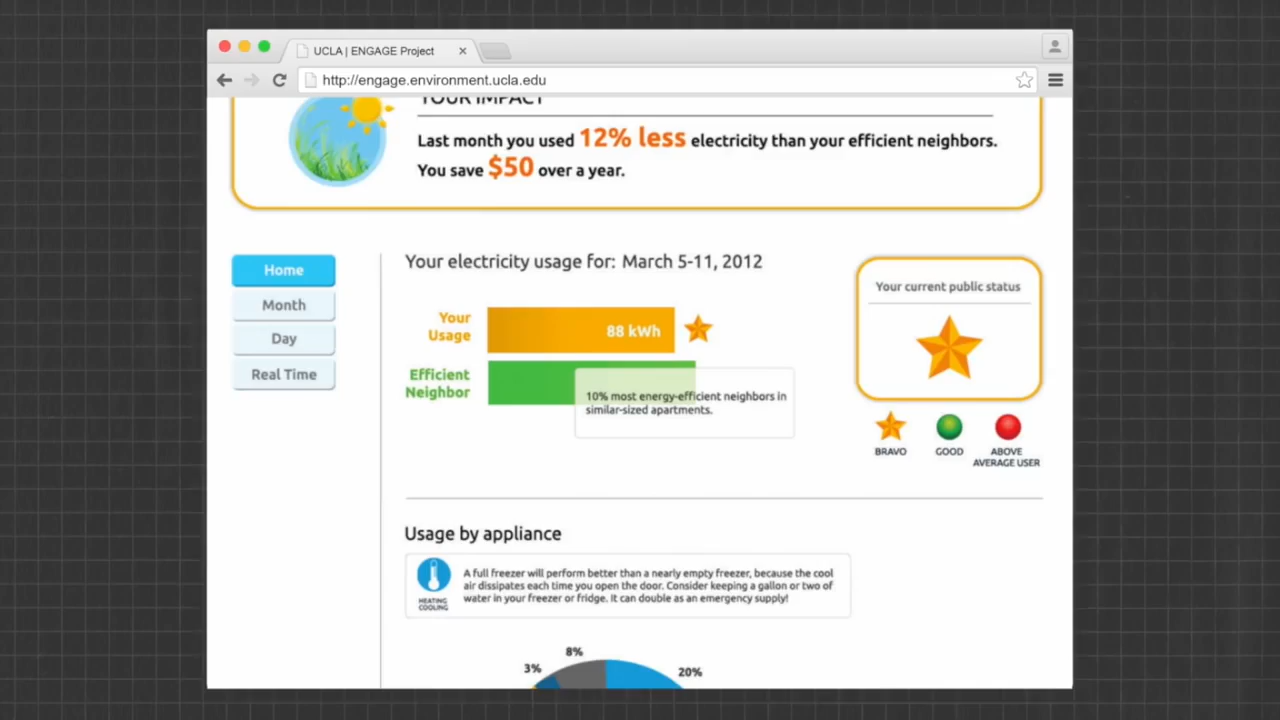 UCLA | ENGAGE Project
http://engage.environment.ucla.edu
YOUR IMPACT
Last month you used 12% less electricity than your efficient neighbors.
You save $50 over a year.
Home
Month
Day
Real Time
Your electricity usage for: March 5-11, 2012
Your
Usage
88 kWh
Efficient
Neighbor
10% most energy-efficient neighbors in
similar-sized apartments.
Your current public status
BRAVO
GOOD
ABOVE
AVERAGE USER
Usage by appliance
HEATING
COOLING
A full freezer will perform better than a nearly empty freezer, because the cool
air dissipates each time you open the door. Consider keeping a gallon or two of
water in your freezer or fridge. It can double as an emergency supply!
3%
8%
20%